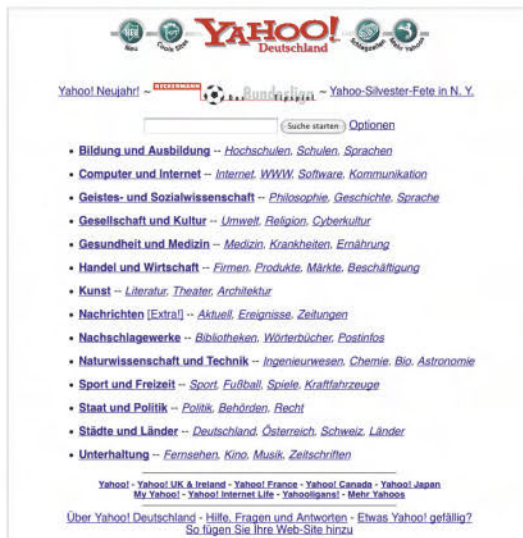 Neu Coole Sites YAHOO! Schlagzeilen Mehr Yahoos
Deutschland
Yahoo! Neujahr! ~ NECKERMANN Das Bundesliga Tipspiel ~ Yahoo-Silvester-Fete in N. Y.
Suche starten Optionen
• Bildung und Ausbildung -- Hochschulen, Schulen, Sprachen
• Computer und Internet -- Internet, WWW, Software, Kommunikation
• Geistes- und Sozialwissenschaft -- Philosophie, Geschichte, Sprache
• Gesellschaft und Kultur -- Umwelt, Religion, Cyberkultur
• Gesundheit und Medizin -- Medizin, Krankheiten, Ernährung
• Handel und Wirtschaft -- Firmen, Produkte, Märkte, Beschäftigung
• Kunst -- Literatur, Theater, Architektur
• Nachrichten [Extra!] -- Aktuell, Ereignisse, Zeitungen
• Nachschlagewerke -- Bibliotheken, Wörterbücher, Postinfos
• Naturwissenschaft und Technik -- Ingenieurwesen, Chemie, Bio, Astronomie
• Sport und Freizeit -- Sport, Fußball, Spiele, Kraftfahrzeuge
• Staat und Politik -- Politik, Behörden, Recht
• Städte und Länder -- Deutschland, Österreich, Schweiz, Länder
• Unterhaltung -- Fernsehen, Kino, Musik, Zeitschriften
Yahoo! - Yahoo! UK & Ireland - Yahoo! France - Yahoo! Canada - Yahoo! Japan
My Yahoo! - Yahoo! Internet Life - Yahooligans! - Mehr Yahoos
Über Yahoo! Deutschland - Hilfe, Fragen und Antworten - Etwas Yahoo! gefällig?
So fügen Sie Ihre Web-Site hinzu